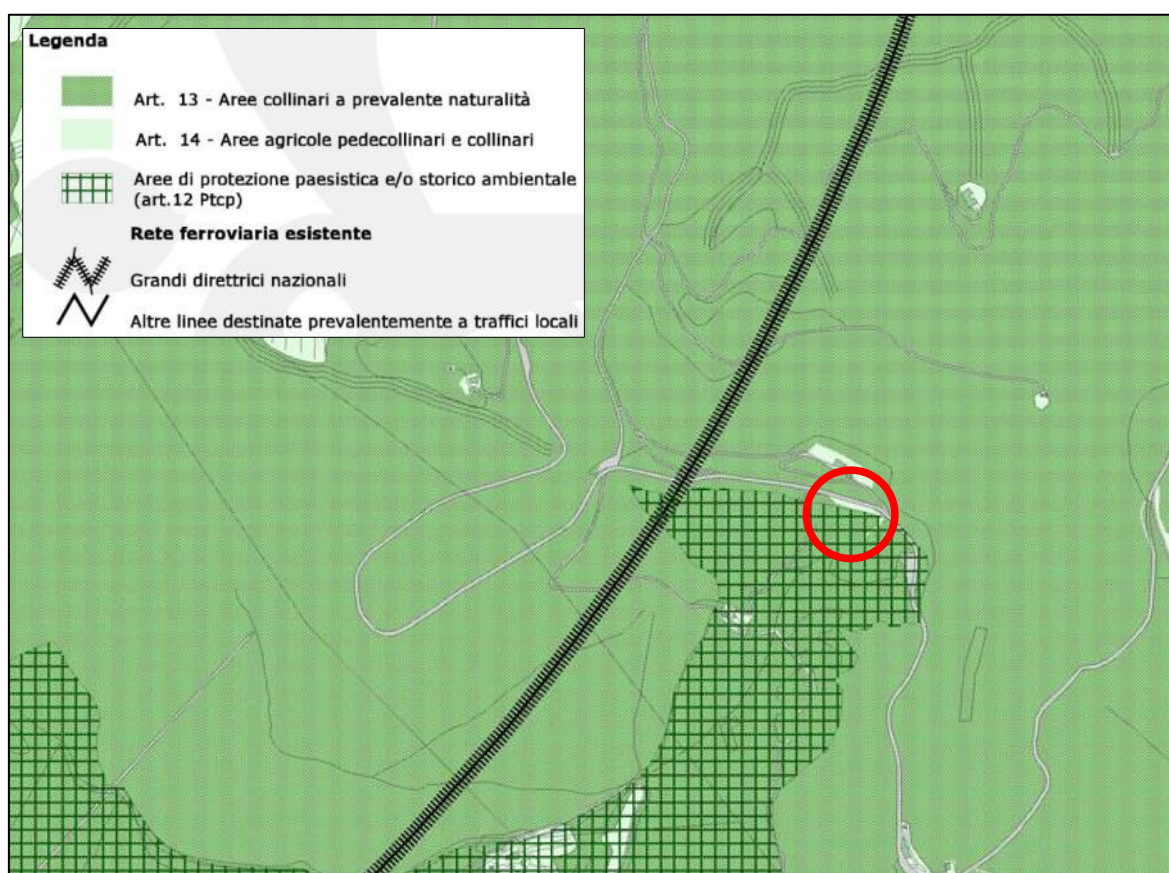 Legenda
Art. 13 - Aree collinari a prevalente naturalità
Art. 14 - Aree agricole pedecollinari e collinari
Aree di protezione paesistica e/o storico ambientale
(art.12 Ptcp)
Rete ferroviaria esistente
Grandi direttrici nazionali
Altre linee destinate prevalentemente a traffici locali